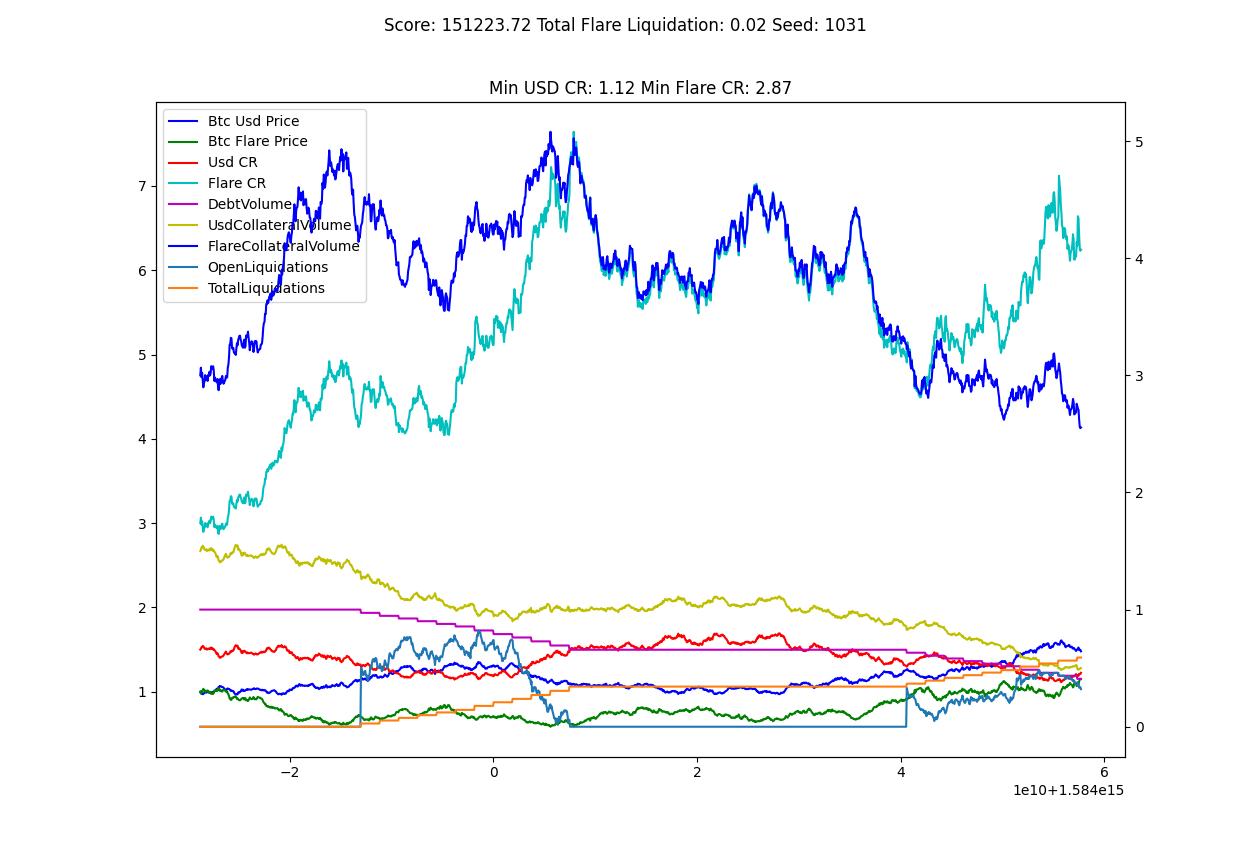 Score: 151223.72 Total Flare Liquidation: 0.02 Seed: 1031
Min USD CR: 1.12 Min Flare CR: 2.87
Btc Usd Price
Btc Flare Price
Usd CR
Flare CR
DebtVolume
UsdCollateralVolume
FlareCollateralVolume
OpenLiquidations
TotalLiquidations
7
6
5
4
3
2
1
5
4
3
2
1
0
−2
0
2
4
6
1e10+1.584e15